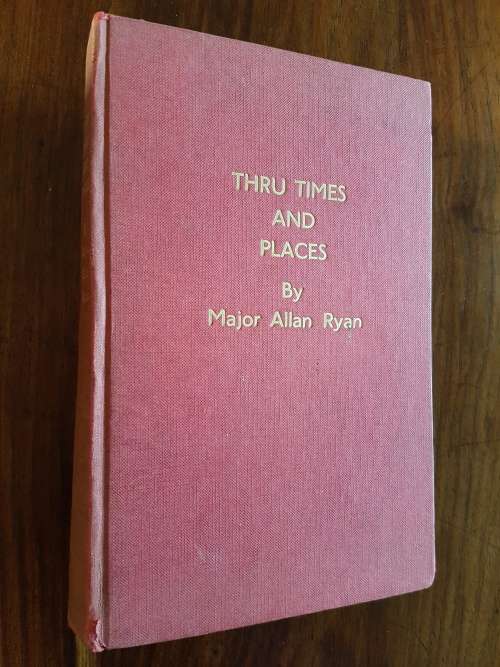 THRU TIMES
AND
PLACES
By
Major Allan Ryan